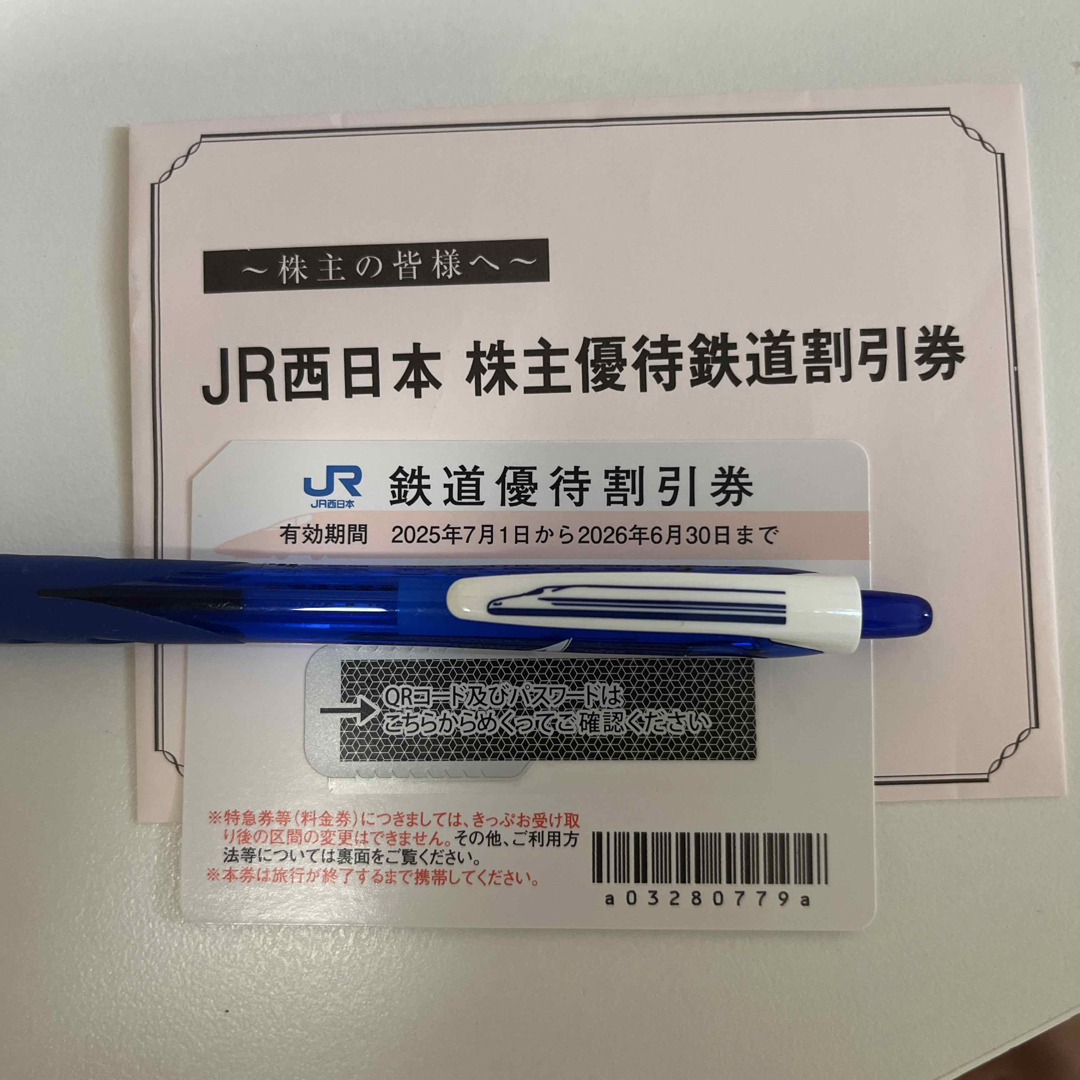 ～株主の皆様へ～
JR西日本 株主優待鉄道割引券
JR
JR西日本
鉄道優待割引券
有効期間 2025年7月1日から2026年6月30日まで
QRコード及びパスワードは
こちらからめくってご確認ください
※特急券等(料金券)につきましては、きっぷお受け取
り後の区間の変更はできません。その他、ご利用方
法等については裏面をご覧ください。
※本券は旅行が終了するまで携帯してください。
a03280779a